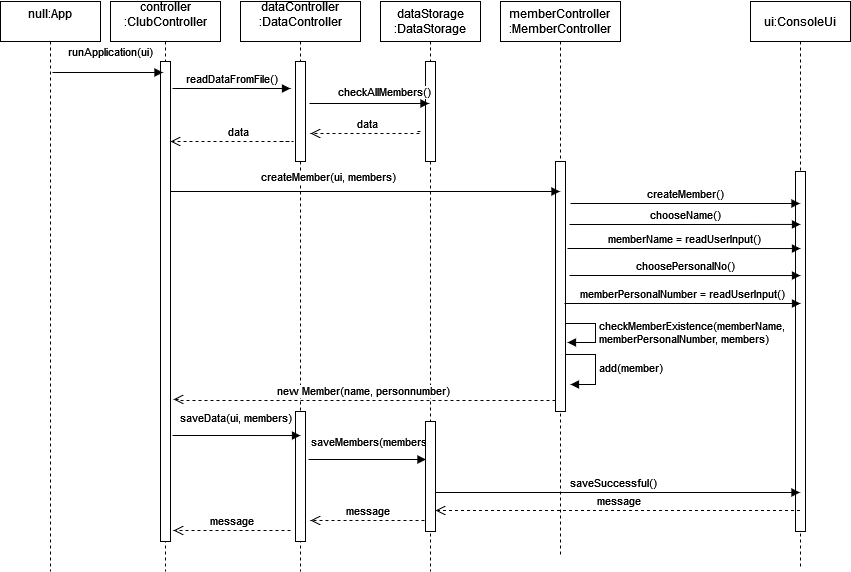 null:App
controller
:ClubController
dataController
:DataController
dataStorage
:DataStorage
memberController
:MemberController
ui:ConsoleUi
runApplication(ui)
readDataFromFile()
checkAllMembers()
data
data
createMember(ui, members)
createMember()
chooseName()
memberName = readUserInput()
choosePersonalNo()
memberPersonalNumber = readUserInput()
checkMemberExistence(memberName,
memberPersonalNumber, members)
add(member)
new Member(name, personnumber)
saveData(ui, members)
saveMembers(members
saveSuccessful()
message
message
message